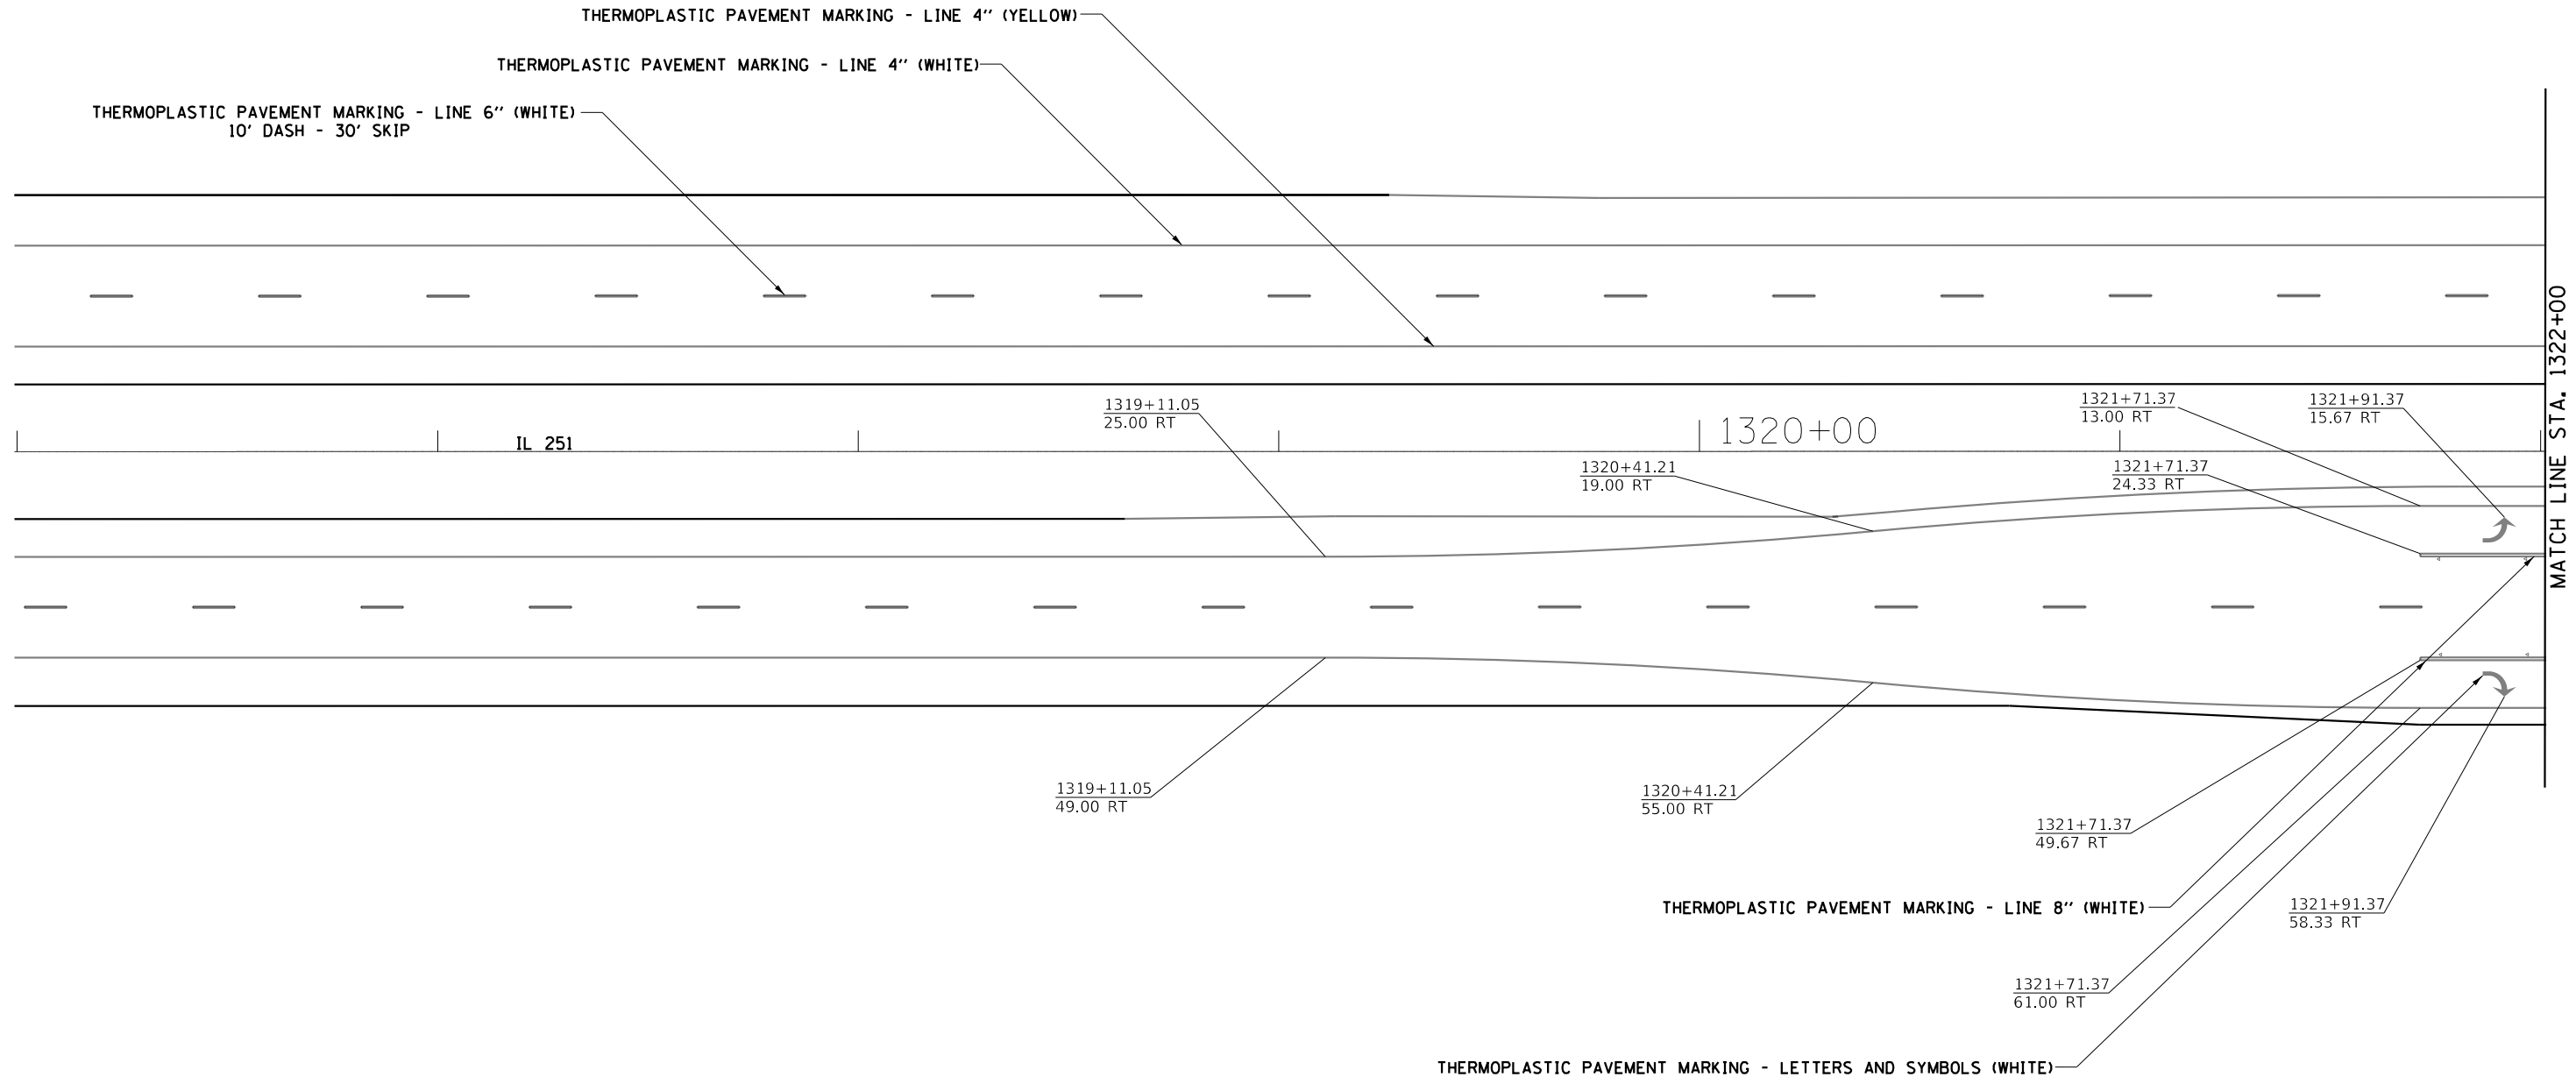 THERMOPLASTIC PAVEMENT MARKING - LINE 4'' (YELLOW)
THERMOPLASTIC PAVEMENT MARKING - LINE 4'' (WHITE)
THERMOPLASTIC PAVEMENT MARKING - LINE 6'' (WHITE)
10' DASH - 30' SKIP
MATCH LINE STA. 1322+00
1319+11.05
25.00 RT
1321+71.37
13.00 RT
1321+91.37
15.67 RT
IL 251
1320+00
1320+41.21
19.00 RT
1321+71.37
24.33 RT
1319+11.05
49.00 RT
1320+41.21
55.00 RT
1321+71.37
49.67 RT
THERMOPLASTIC PAVEMENT MARKING - LINE 8'' (WHITE)
1321+91.37
58.33 RT
1321+71.37
61.00 RT
THERMOPLASTIC PAVEMENT MARKING - LETTERS AND SYMBOLS (WHITE)